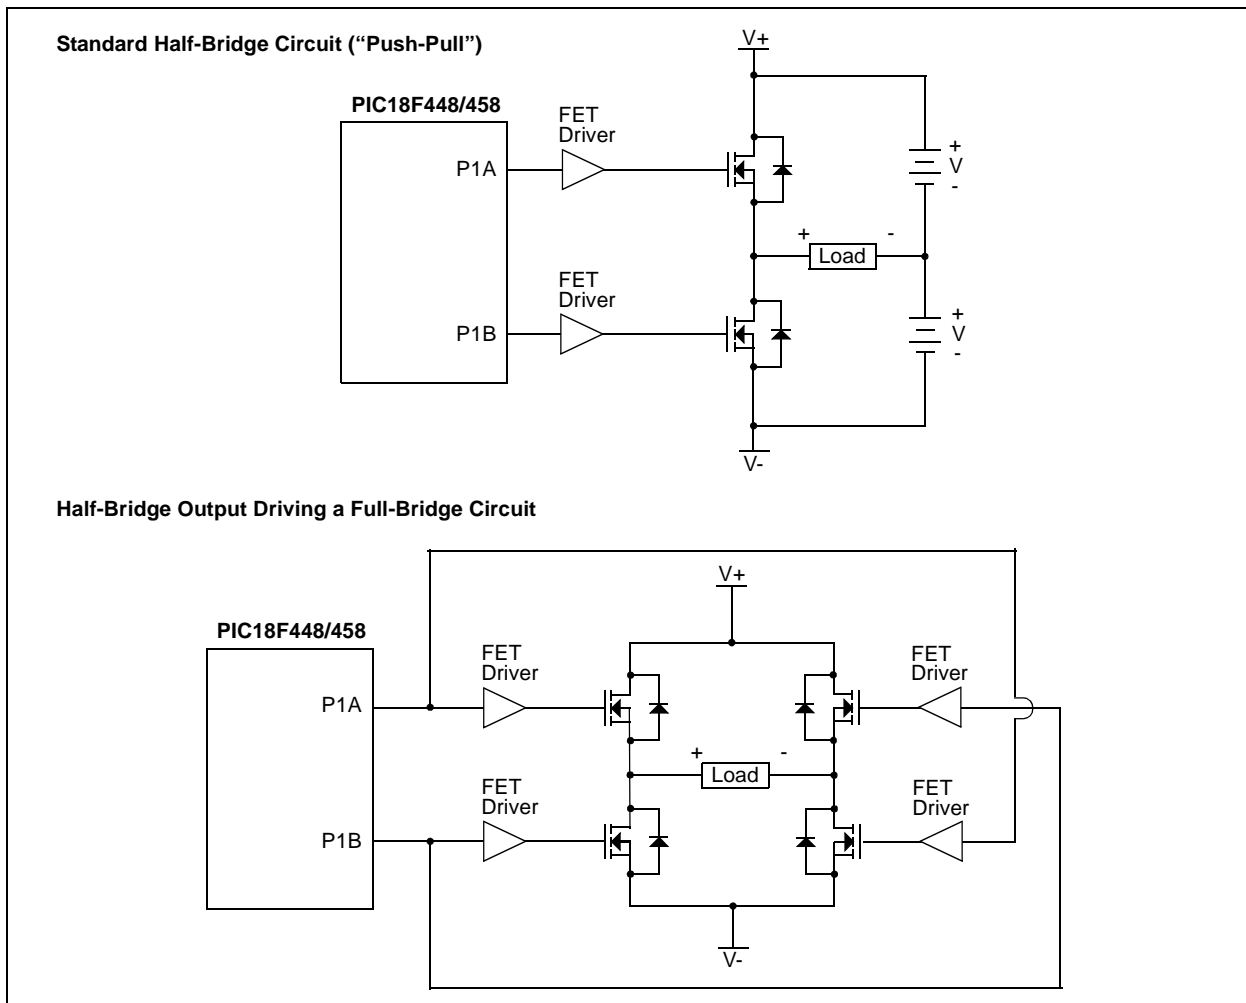 Standard Half-Bridge Circuit (“Push-Pull”)
V+
PIC18F448/458
FET
Driver
P1A
+
V
-
+ -
Load
FET
Driver
P1B
+
V
-
V-
Half-Bridge Output Driving a Full-Bridge Circuit
V+
PIC18F448/458
FET
Driver
FET
Driver
P1A
+ -
Load
FET
Driver
FET
Driver
P1B
V-